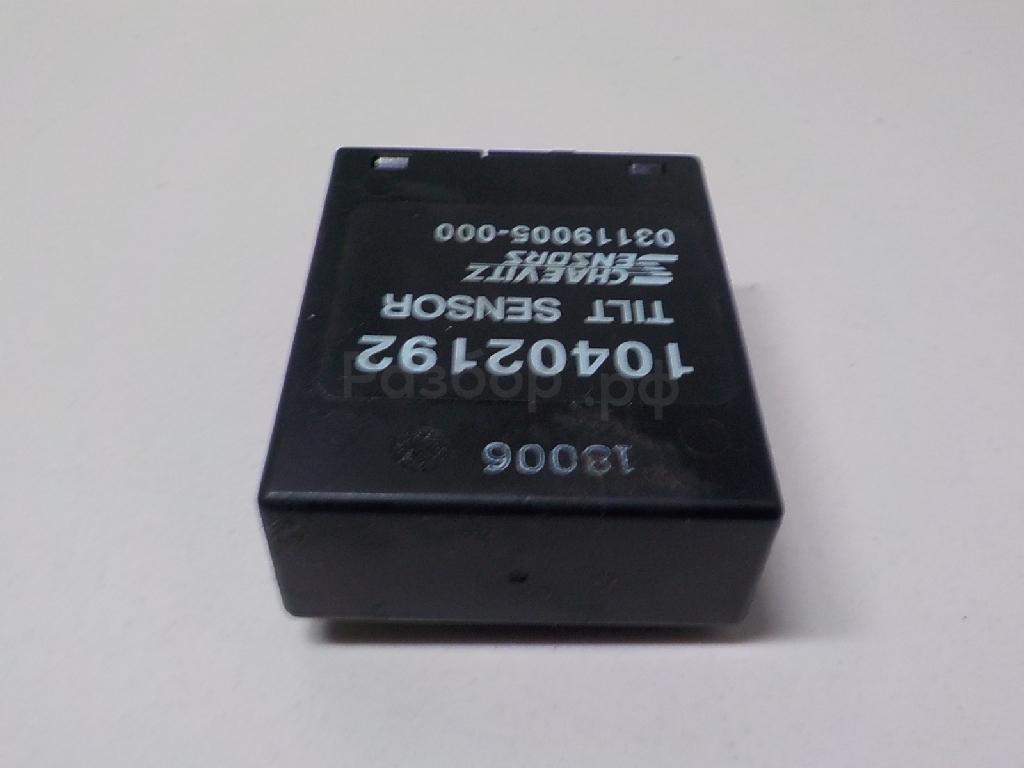 13006
10402192
TILT SENSOR
SCHAEVITZ
SENSORS
03119005-000
Разбор.рф